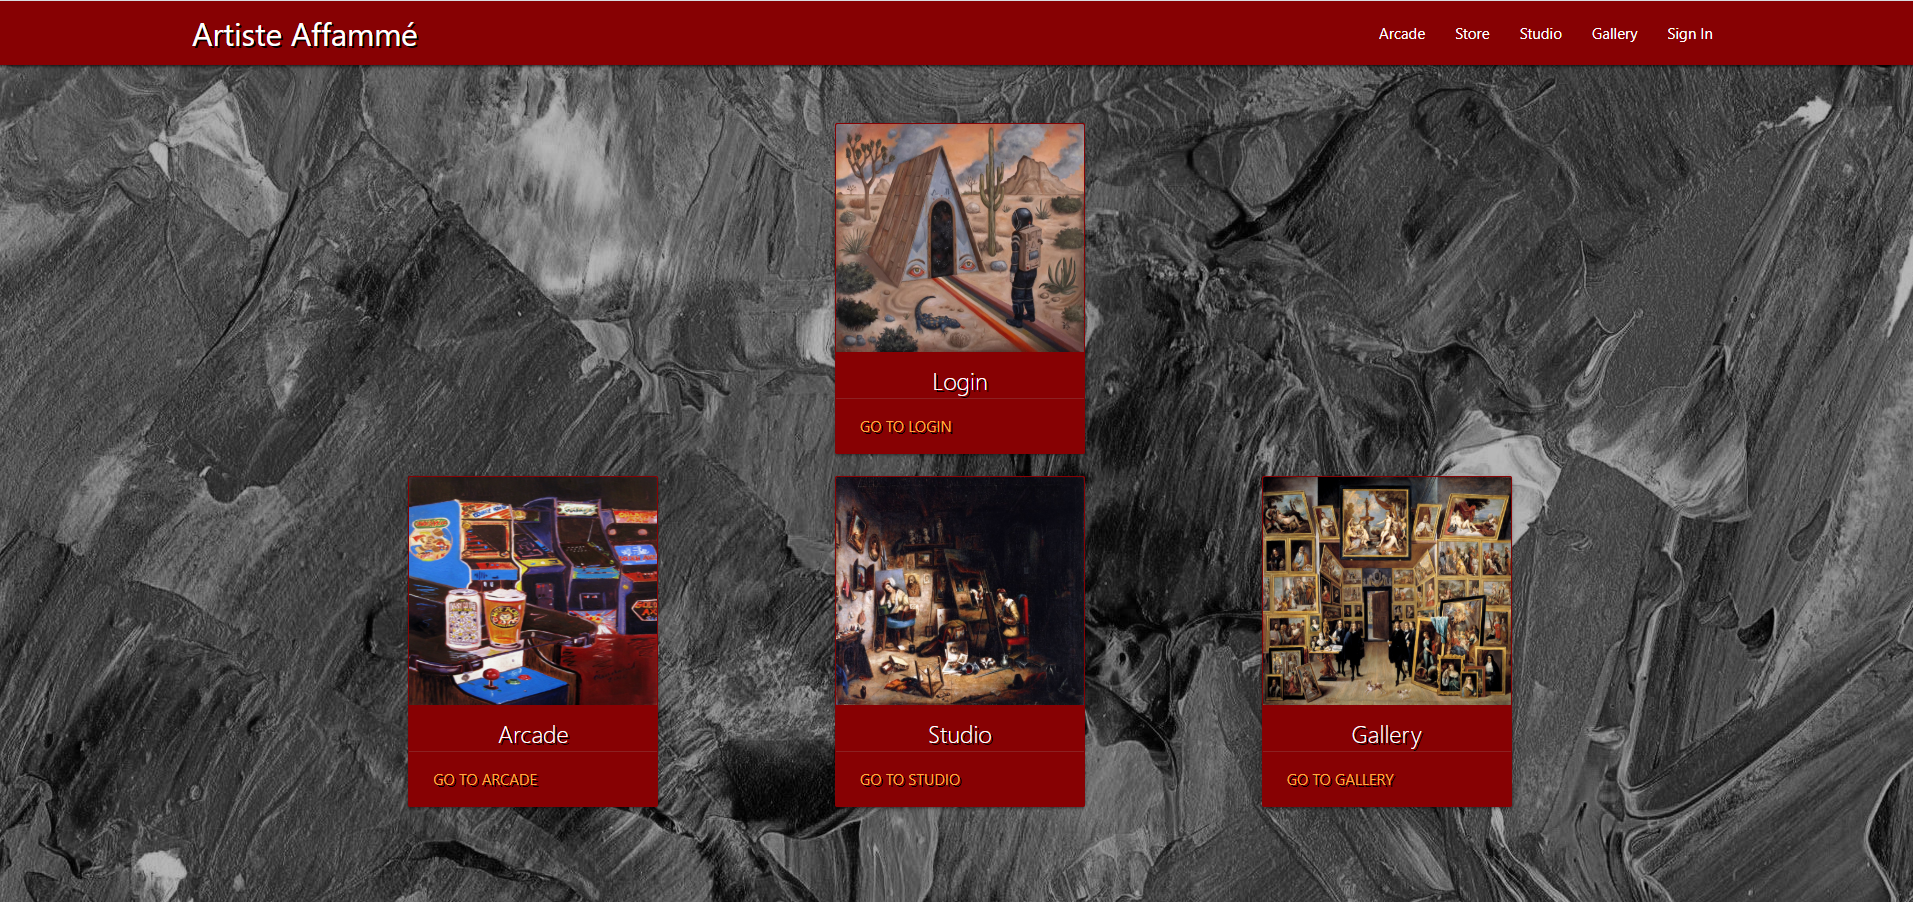 Artiste Affammé
Arcade Store Studio Gallery Sign In
Login
GO TO LOGIN
Arcade
GO TO ARCADE
Studio
GO TO STUDIO
Gallery
GO TO GALLERY